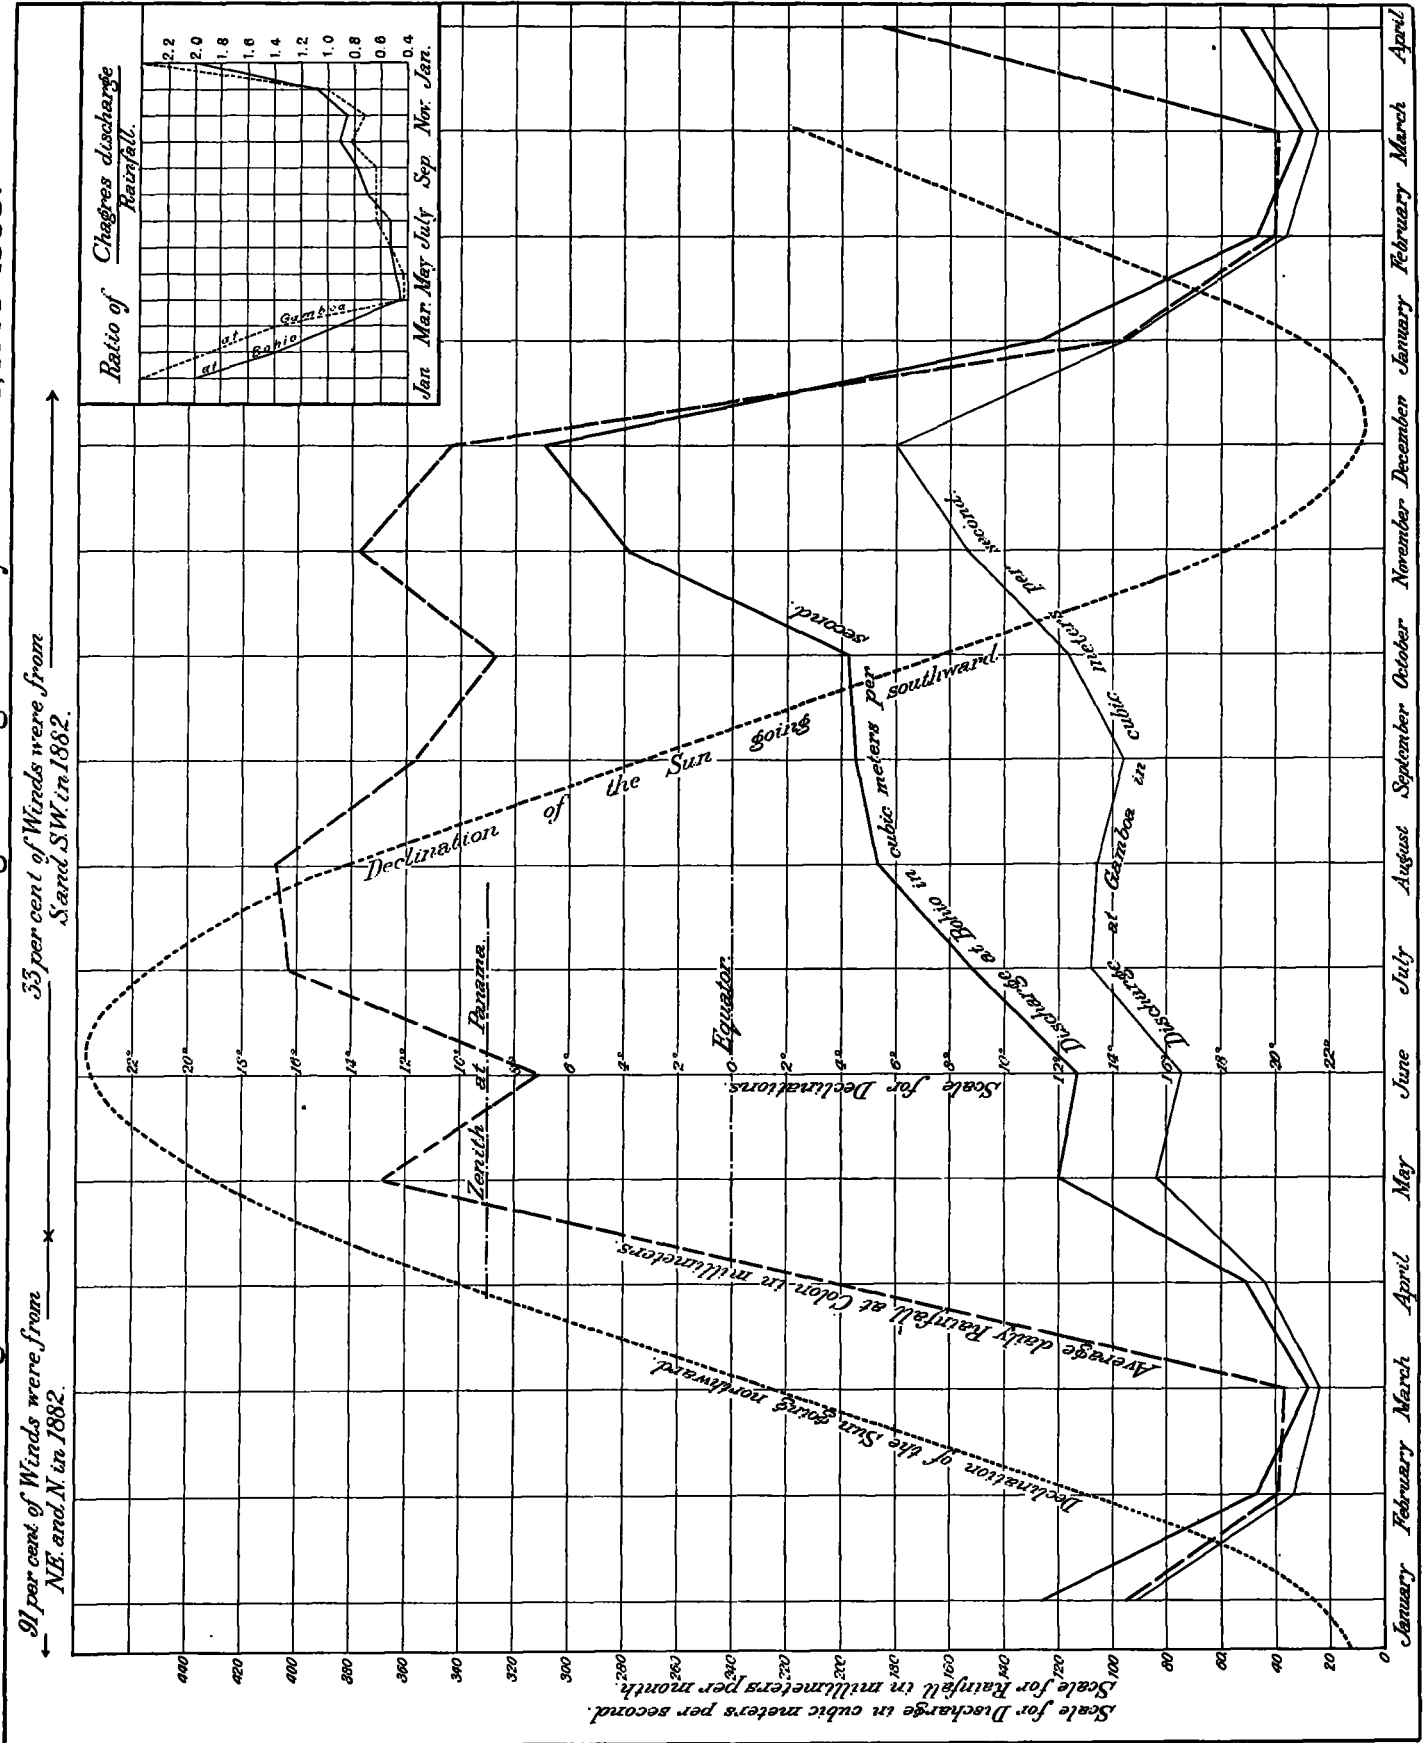 91 per cent of Winds were from
NE. and N. in 1882.
33 per cent of Winds were from
S. and S.W. in 1882.
Ratio of Chagres discharge
Rainfall.
2.2
2.0
1.8
1.6
1.4
1.2
1.0
0.8
0.6
0.4
at Gamboa
at Bohio
Jan Mar. May July Sep Nov. Jan.
22°
20°
18°
16°
14°
12°
10°
8°
6°
4°
2°
0°
2°
4°
6°
8°
10°
12°
14°
16°
18°
20°
22°
Scale for Declinations.
Zenith at Panama.
Equator.
Declination of the Sun going southward
Declination of the Sun going northward.
Average daily Rainfall at Colon in millimeters.
Discharge at Bohio in cubic meters per second.
Discharge at Gamboa in cubic meters per second.
440
420
400
380
360
340
320
300
280
260
240
220
200
180
160
140
120
100
80
60
40
20
0
Scale for Rainfall in millimeters per month.
Scale for Discharge in cubic meters per second.
January February March April May June July August September October November December January February March April